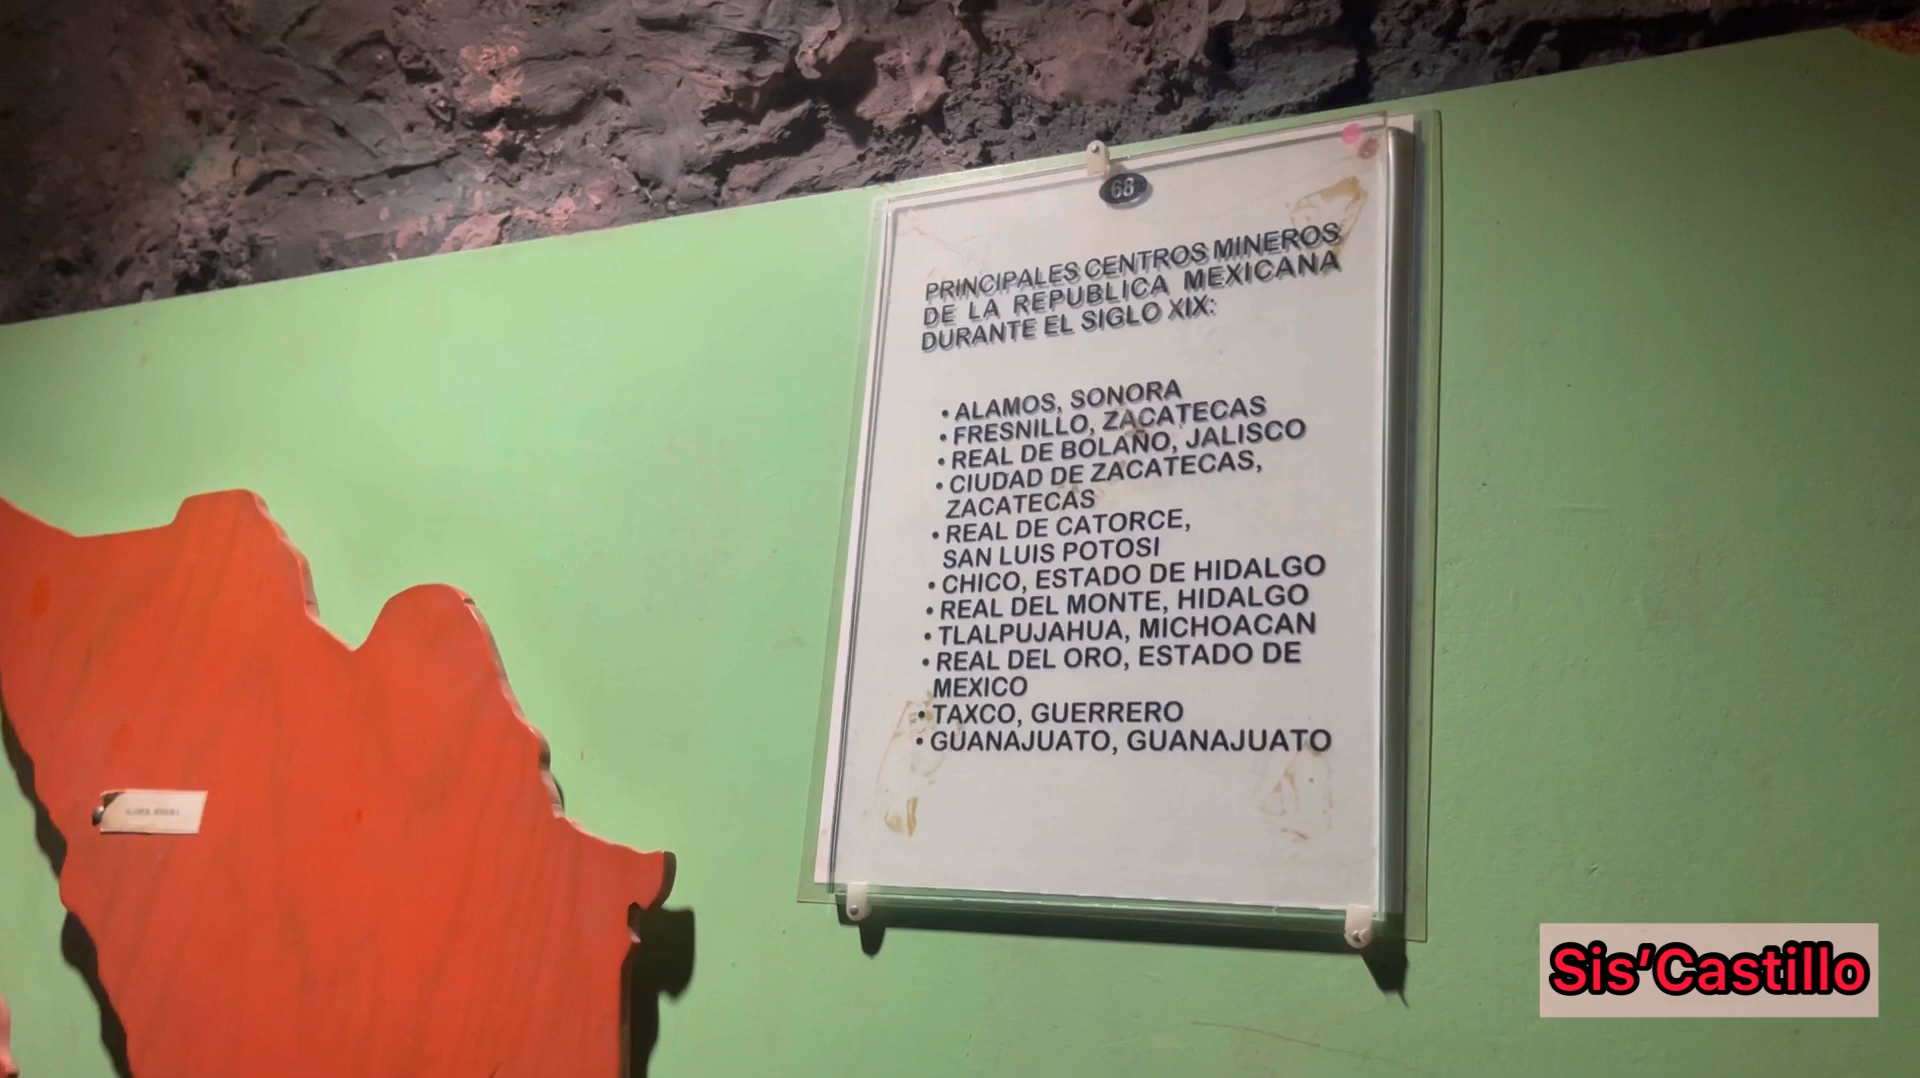 68
PRINCIPALES CENTROS MINEROS
DE LA REPUBLICA MEXICANA
DURANTE EL SIGLO XIX:
• ALAMOS, SONORA
• FRESNILLO, ZACATECAS
• REAL DE BOLAÑO, JALISCO
• CIUDAD DE ZACATECAS,
ZACATECAS
• REAL DE CATORCE,
SAN LUIS POTOSI
• CHICO, ESTADO DE HIDALGO
• REAL DEL MONTE, HIDALGO
• TLALPUJAHUA, MICHOACAN
• REAL DEL ORO, ESTADO DE
MEXICO
• TAXCO, GUERRERO
• GUANAJUATO, GUANAJUATO
Sis'Castillo